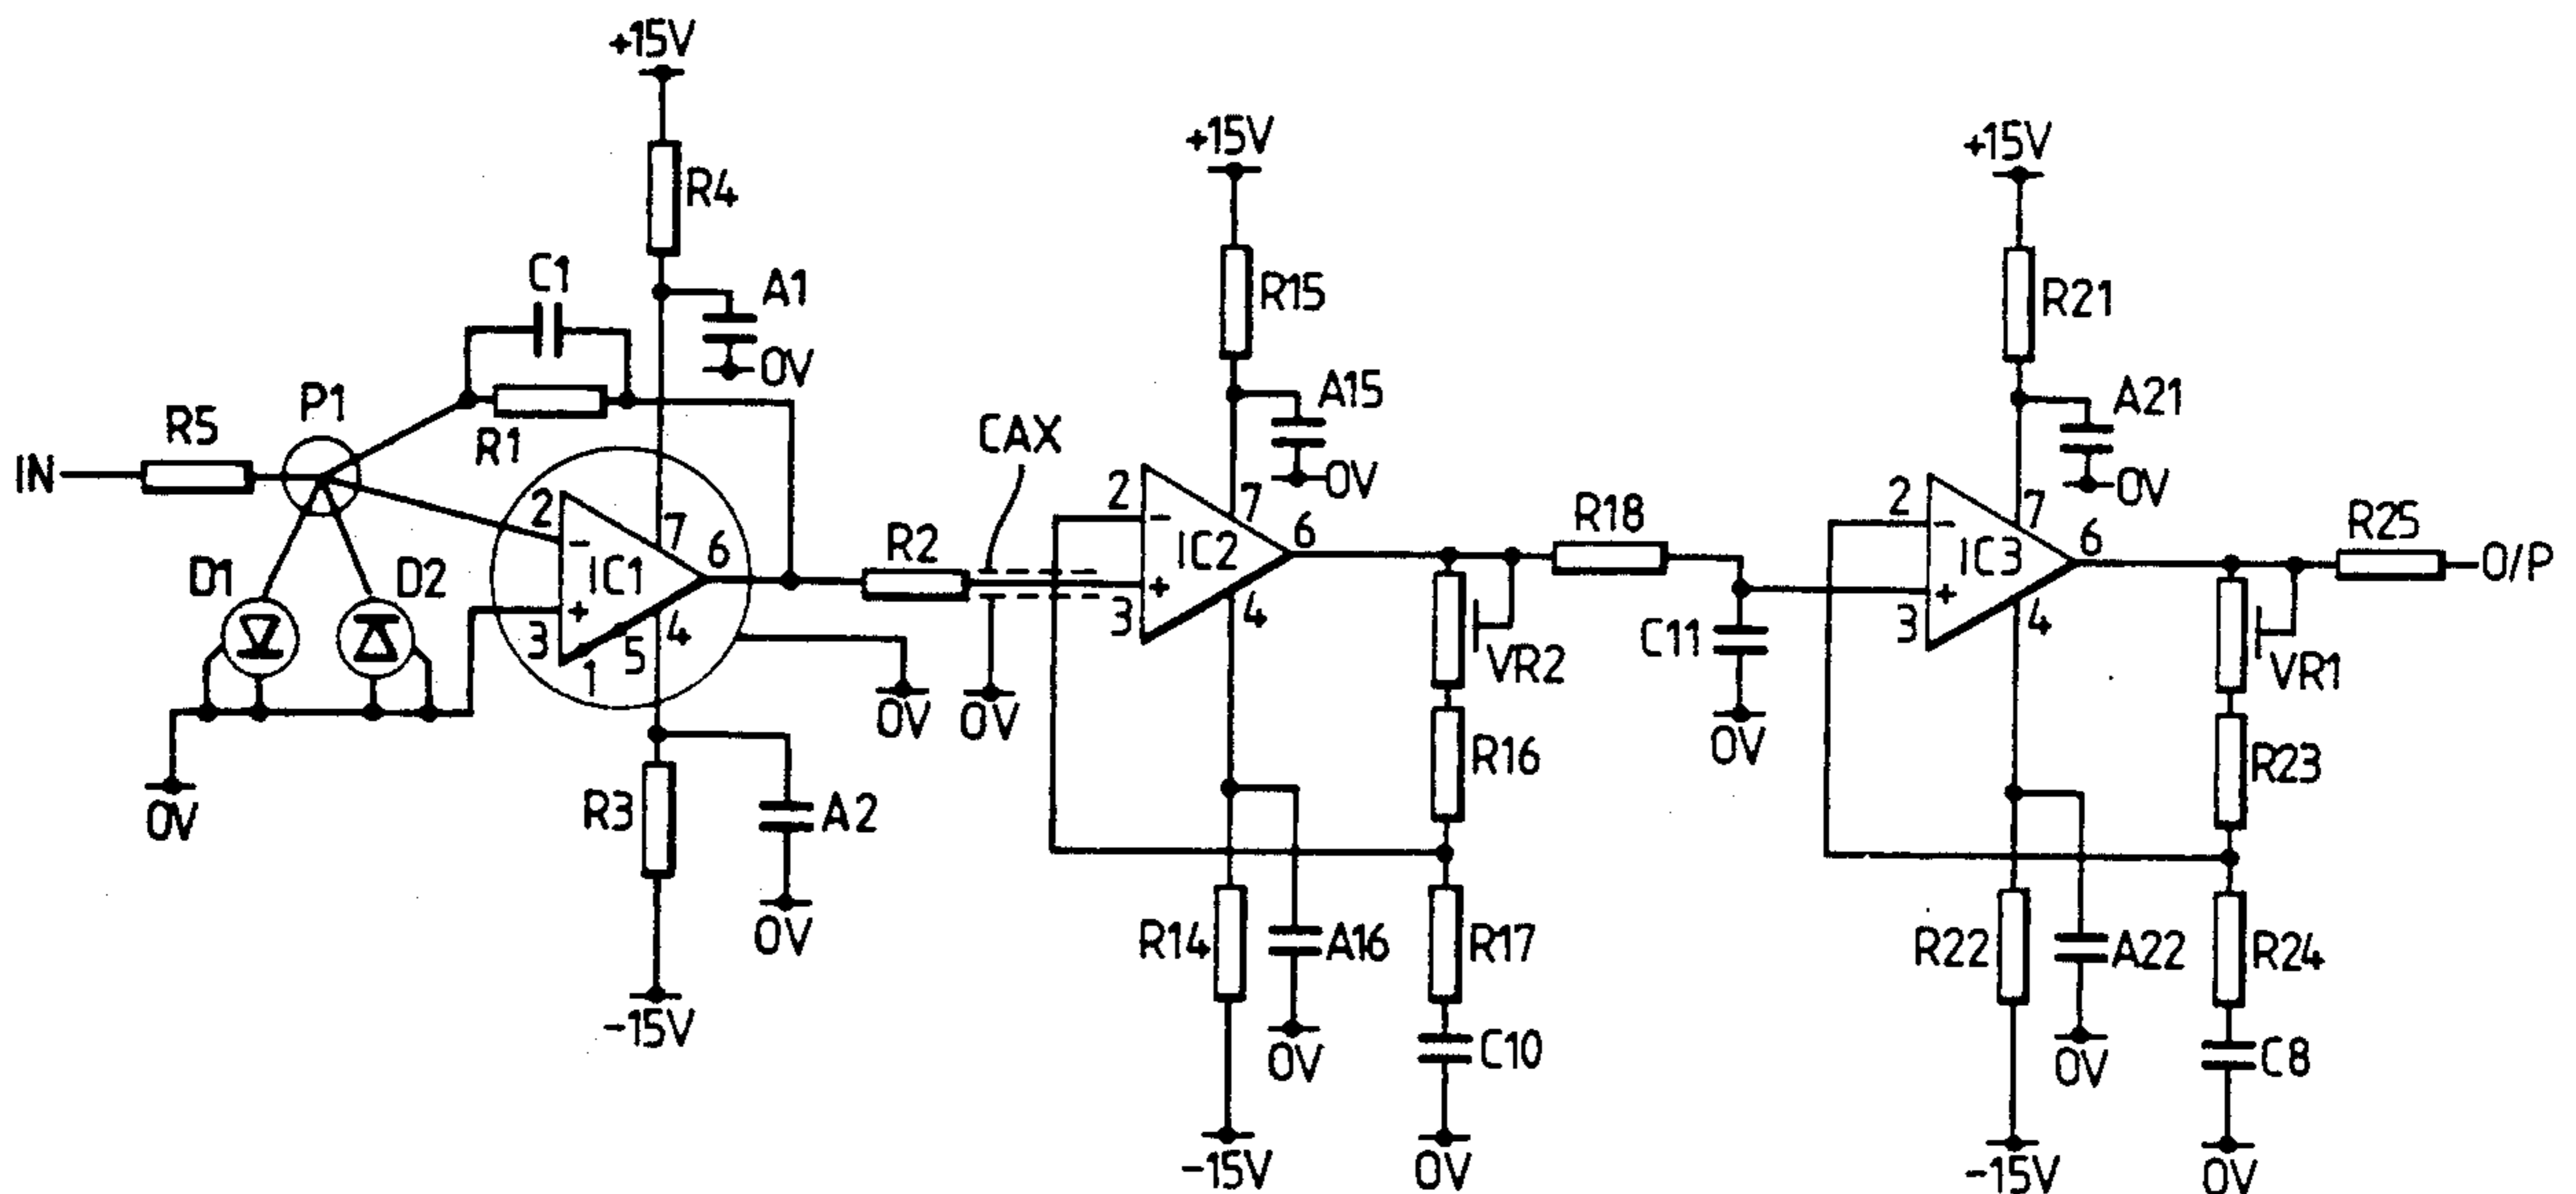 +15V
R4
C1
A1
0V
P1
R5
R1
IN
D1
D2
2
7
6
IC1
-
+
3
1
5
4
0V
R3
A2
0V
-15V
0V
R2
CAX
0V
+15V
R15
A15
0V
2
7
6
IC2
-
+
3
4
VR2
R16
R14
A16
0V
R17
C10
-15V
0V
R18
C11
0V
+15V
R21
A21
0V
2
7
6
IC3
-
+
3
4
R25
O/P
VR1
R23
R22
A22
0V
R24
C8
-15V
0V